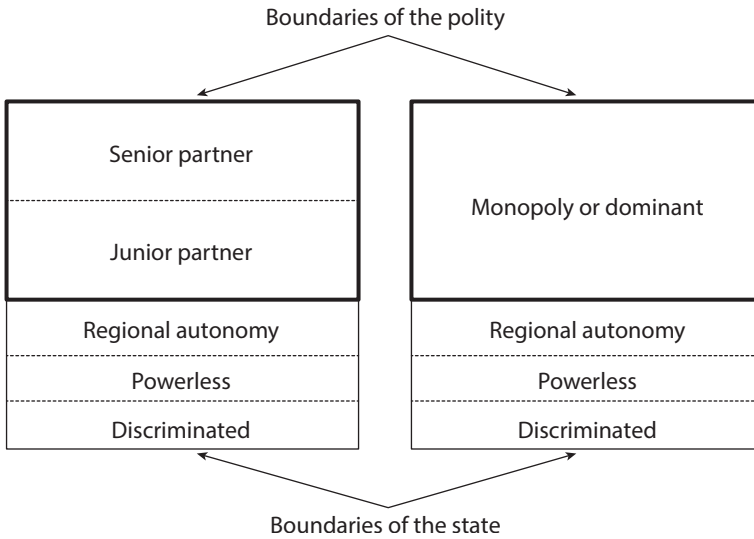 Boundaries of the polity
Senior partner
Junior partner
Regional autonomy
Powerless
Discriminated
Monopoly or dominant
Regional autonomy
Powerless
Discriminated
Boundaries of the state